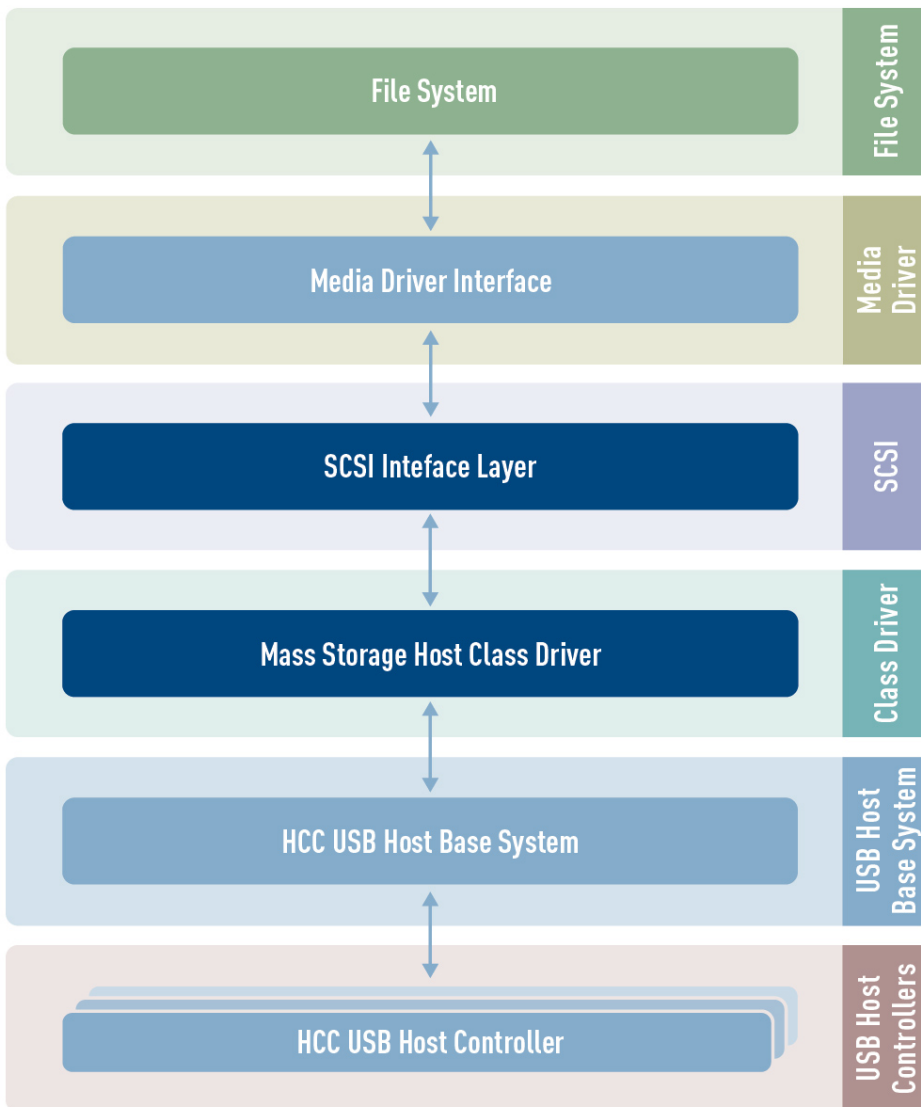 File System
File System
Media Driver Interface
Media
Driver
SCSI Inteface Layer
SCSI
Mass Storage Host Class Driver
Class Driver
HCC USB Host Base System
USB Host
Base System
HCC USB Host Controller
USB Host
Controllers